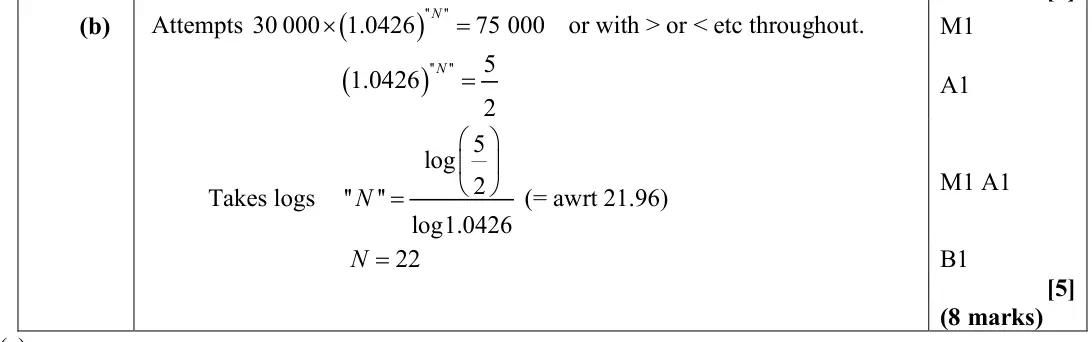 (b) Attempts 30 000×(1.0426)^"N" = 75 000 or with > or < etc throughout. M1
(1.0426)^"N" = 5/2 A1
Takes logs "N" = log(5/2)/log1.0426 (= awrt 21.96) M1 A1
N = 22 B1
[5]
(8 marks)